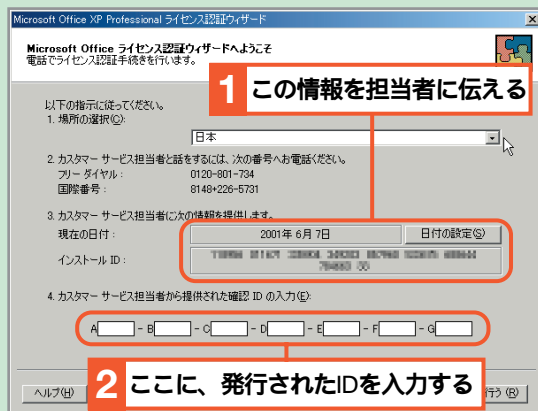 Microsoft Office XP Professional ライセンス認証ウィザード
Microsoft Office ライセンス認証ウィザードへようこそ
電話でライセンス認証手続きを行います。
1 この情報を担当者に伝える
以下の指示に従ってください。
1. 場所の選択(C):
日本
2. カスタマー サービス担当者と話をするには、次の番号へお電話ください。
フリー ダイヤル: 0120-801-734
国際番号: 8148+226-5731
3. カスタマー サービス担当者に次の情報を提供します。
現在の日付: 2001年 6月 7日 日付の設定(S)
インストール ID:
4. カスタマー サービス担当者から提供された確認 ID の入力(E):
A - B - C - D - E - F - G
2 ここに、発行されたIDを入力する
ヘルプ(H) 行う(R)